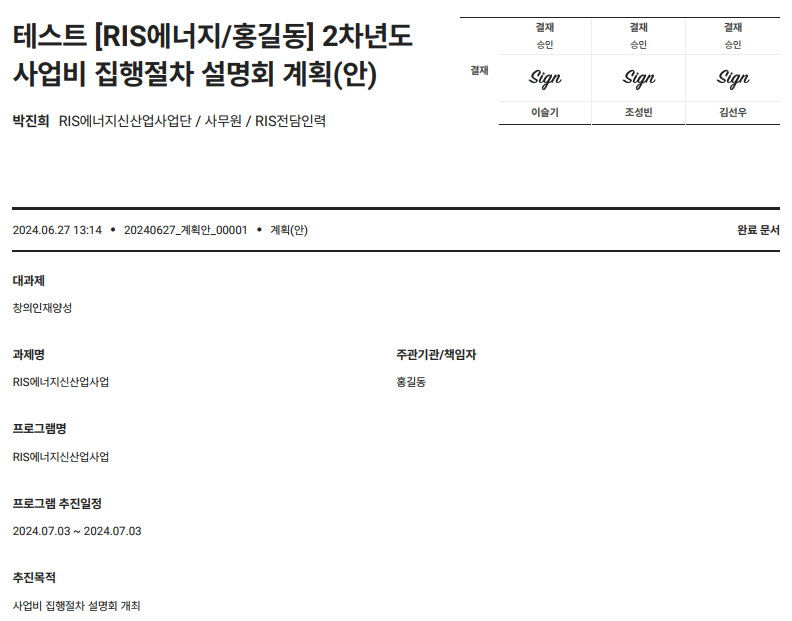 테스트 [RIS에너지/홍길동] 2차년도
사업비 집행절차 설명회 계획(안)
박진희 RIS에너지신산업사업단 / 사무원 / RIS전담인력
결재
결재 결재 결재
승인 승인 승인
Sign Sign Sign
이슬기 조성빈 김선우
2024.06.27 13:14 • 20240627_계획안_00001 • 계획(안) 완료 문서
대과제
창의인재양성
과제명 주관기관/책임자
RIS에너지신산업사업 홍길동
프로그램명
RIS에너지신산업사업
프로그램 추진일정
2024.07.03 ~ 2024.07.03
추진목적
사업비 집행절차 설명회 개최